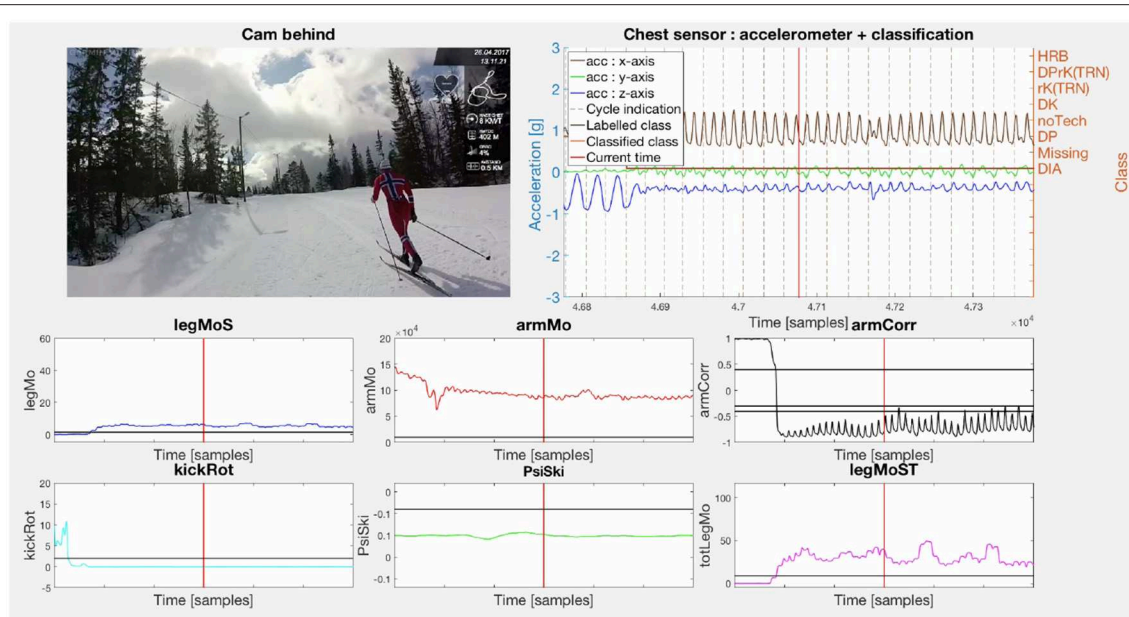 Cam behind
26.04.2017
13.11.21
402 M
4%
0.5 KM
Chest sensor : accelerometer + classification
acc : x-axis
acc : y-axis
acc : z-axis
Cycle indication
Labelled class
Classified class
Current time
Acceleration [g]
3
2
1
0
-1
-2
-3
HRB
DPrK(TRN)
rK(TRN)
DK
noTech
DP
Missing
DIA
Class
4.68
4.69
4.7
4.71
4.72
4.73
Time [samples]
×10⁴
legMoS
legMo
60
40
20
0
Time [samples]
armMo
×10⁴
armMo
20
15
10
5
0
Time [samples]
armCorr
armCorr
1
0.5
0
-0.5
-1
Time [samples]
kickRot
kickRot
20
15
10
5
0
-5
Time [samples]
PsiSki
PsiSki
0
-0.1
0.1
0
-0.1
Time [samples]
legMoST
totLegMo
100
50
0
Time [samples]